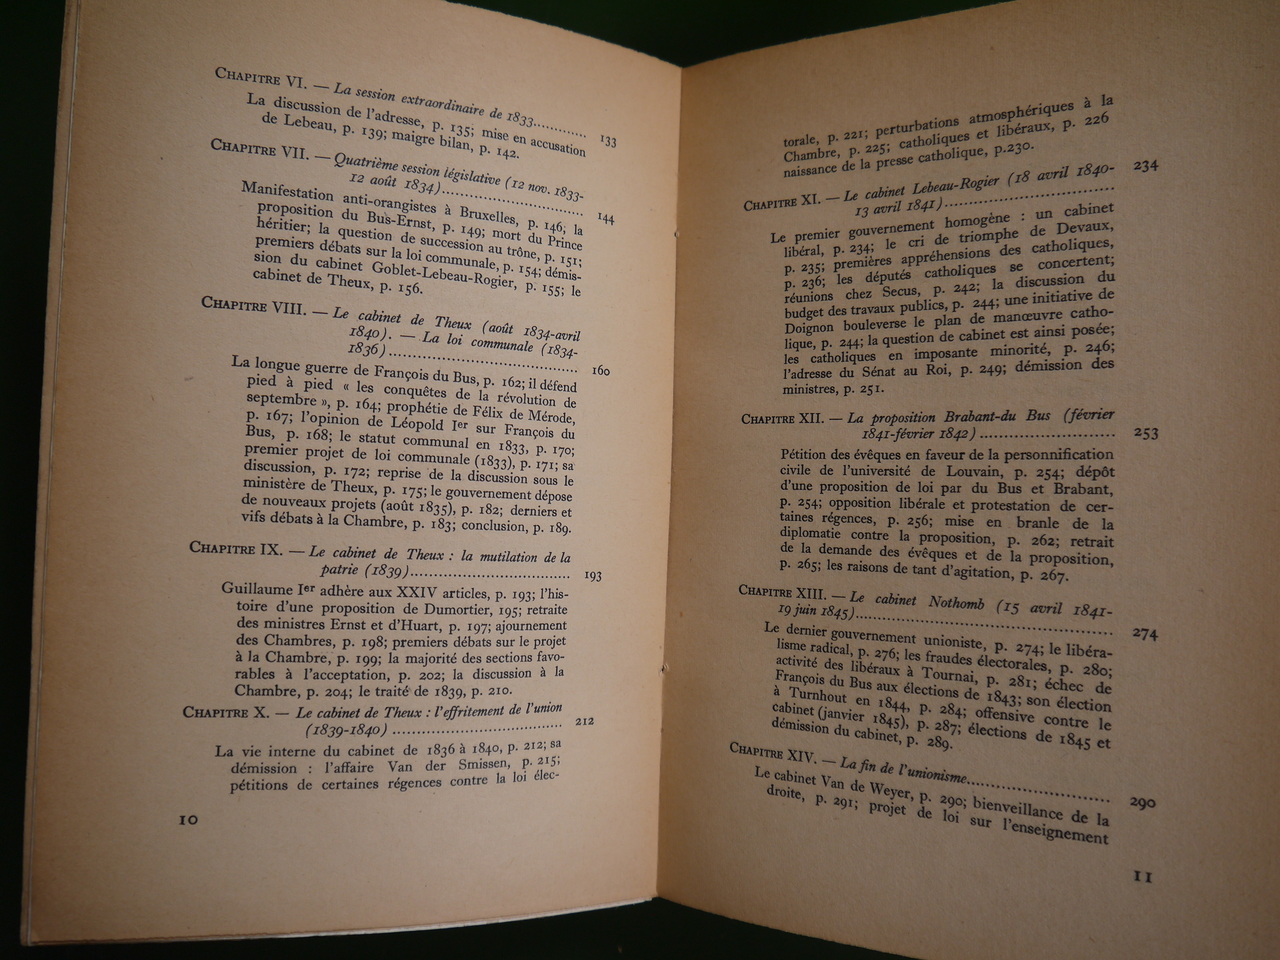 CHAPITRE VI. — La session extraordinaire de 1833............ 133
La discussion de l'adresse, p. 135; mise en accusation
de Lebeau, p. 139; maigre bilan, p. 142.
CHAPITRE VII. — Quatrième session législative (12 nov. 1833-
12 août 1834)............................ 144
Manifestation anti-orangistes à Bruxelles, p. 146; la
proposition du Bus-Ernst, p. 149; mort du Prince
héritier; la question de succession au trône, p. 151;
premiers débats sur la loi communale, p. 154; démis-
sion du cabinet Goblet-Lebeau-Rogier, p. 155; le
cabinet de Theux, p. 156.
CHAPITRE VIII. — Le cabinet de Theux (août 1834-avril
1840). — La loi communale (1834-
1836)........................................ 160
La longue guerre de François du Bus, p. 162; il défend
pied à pied « les conquêtes de la révolution de
septembre », p. 164; prophétie de Félix de Mérode,
p. 167; l'opinion de Léopold Ier sur François du
Bus, p. 168; le statut communal en 1833, p. 170;
premier projet de loi communale (1833), p. 171; sa
discussion, p. 172; reprise de la discussion sous le
ministère de Theux, p. 175; le gouvernement dépose
de nouveaux projets (août 1835), p. 182; derniers et
vifs débats à la Chambre, p. 183; conclusion, p. 189.
CHAPITRE IX. — Le cabinet de Theux : la mutilation de la
patrie (1839)................................. 193
Guillaume Ier adhère aux XXIV articles, p. 193; l'his-
toire d'une proposition de Dumortier, 195; retraite
des ministres Ernst et d'Huart, p. 197; ajournement
des Chambres, p. 198; premiers débats sur le projet
à la Chambre, p. 199; la majorité des sections favo-
rables à l'acceptation, p. 202; la discussion à la
Chambre, p. 204; le traité de 1839, p. 210.
CHAPITRE X. — Le cabinet de Theux : l'effritement de l'union
(1839-1840) .................................. 212
La vie interne du cabinet de 1836 à 1840, p. 212; sa
démission : l'affaire Van der Smissen, p. 215;
pétitions de certaines régences contre la loi élec-
10
torale, p. 221; perturbations atmosphériques à la
Chambre, p. 225; catholiques et libéraux, p. 226
naissance de la presse catholique, p.230.
CHAPITRE XI. — Le cabinet Lebeau-Rogier (18 avril 1840-
13 avril 1841).................................. 234
Le premier gouvernement homogène : un cabinet
libéral, p. 234; le cri de triomphe de Devaux,
p. 235; premières appréhensions des catholiques,
p. 236; les députés catholiques se concertent;
réunions chez Secus, p. 242; la discussion du
budget des travaux publics, p. 244; une initiative de
Doignon bouleverse le plan de manœuvre catho-
lique, p. 244; la question de cabinet est ainsi posée;
les catholiques en imposante minorité, p. 246;
l'adresse du Sénat au Roi, p. 249; démission des
ministres, p. 251.
CHAPITRE XII. — La proposition Brabant-du Bus (février
1841-février 1842) ........................... 253
Pétition des évêques en faveur de la personnification
civile de l'université de Louvain, p. 254; dépôt
d'une proposition de loi par du Bus et Brabant,
p. 254; opposition libérale et protestation de cer-
taines régences, p. 256; mise en branle de la
diplomatie contre la proposition, p. 262; retrait
de la demande des évêques et de la proposition,
p. 265; les raisons de tant d'agitation, p. 267.
CHAPITRE XIII. — Le cabinet Nothomb (15 avril 1841-
19 juin 1845)................................................ 274
Le dernier gouvernement unioniste, p. 274; le libéra-
lisme radical, p. 276; les fraudes électorales, p. 280;
activité des libéraux à Tournai, p. 281; échec de
François du Bus aux élections de 1843; son élection
à Turnhout en 1844, p. 284; offensive contre le
cabinet (janvier 1845), p. 287; élections de 1845 et
démission du cabinet, p. 289.
CHAPITRE XIV. — La fin de l'unionisme........................... 290
Le cabinet Van de Weyer, p. 290; bienveillance de la
droite, p. 291; projet de loi sur l'enseignement
11